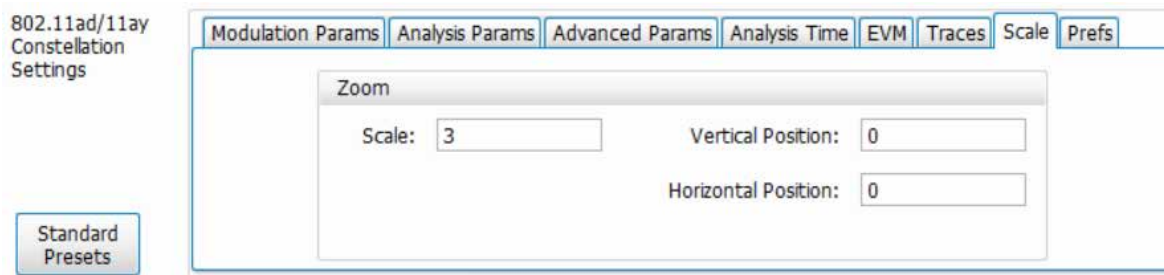 802.11ad/11ay
Constellation
Settings
Modulation Params Analysis Params Advanced Params Analysis Time EVM Traces Scale Prefs
Zoom
Scale: 3 Vertical Position: 0
Horizontal Position: 0
Standard
Presets